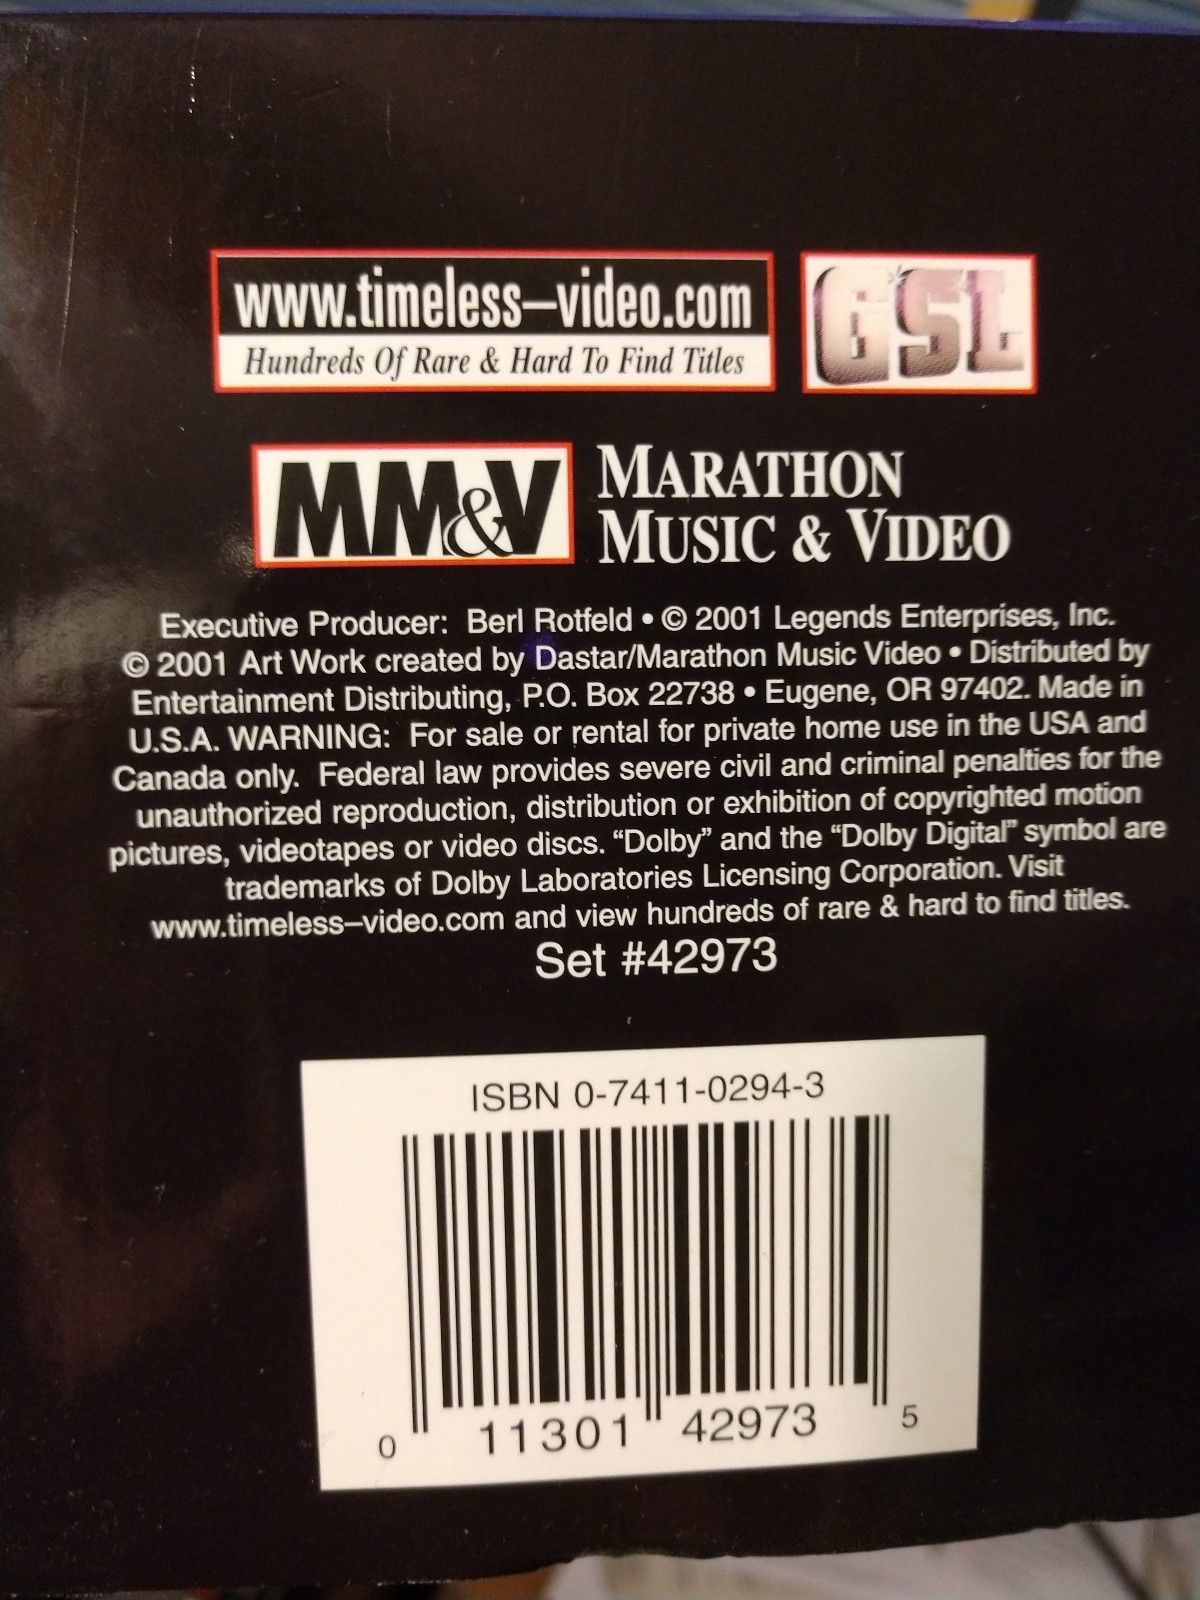 www.timeless–video.com
Hundreds Of Rare & Hard To Find Titles
GSL
MM&V
MARATHON
MUSIC & VIDEO
Executive Producer: Berl Rotfeld • © 2001 Legends Enterprises, Inc.
© 2001 Art Work created by Dastar/Marathon Music Video • Distributed by
Entertainment Distributing, P.O. Box 22738 • Eugene, OR 97402. Made in
U.S.A. WARNING: For sale or rental for private home use in the USA and
Canada only. Federal law provides severe civil and criminal penalties for the
unauthorized reproduction, distribution or exhibition of copyrighted motion
pictures, videotapes or video discs. “Dolby” and the “Dolby Digital” symbol are
trademarks of Dolby Laboratories Licensing Corporation. Visit
www.timeless–video.com and view hundreds of rare & hard to find titles.
Set #42973
ISBN 0-7411-0294-3
0 11301 42973 5